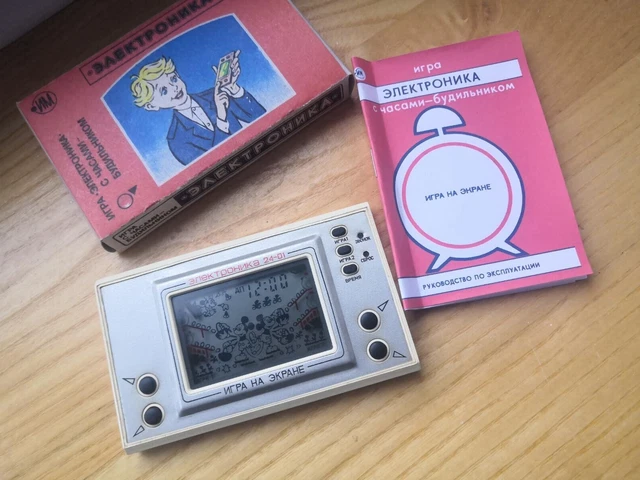 ЭЛЕКТРОНИКА
ИМ
ИГРА «ЭЛЕКТРОНИКА»
С ЧАСАМИ-
БУДИЛЬНИКОМ
«ЭЛЕКТРОНИКА»
игра
ЭЛЕКТРОНИКА
с часами-будильником
ИГРА НА ЭКРАНЕ
РУКОВОДСТВО ПО ЭКСПЛУАТАЦИИ
ЭЛЕКТРОНИКА 24-01
12:00
ИГРА НА ЭКРАНЕ
ИГРА 1
ИГРА 2
ВРЕМЯ
СБРОС